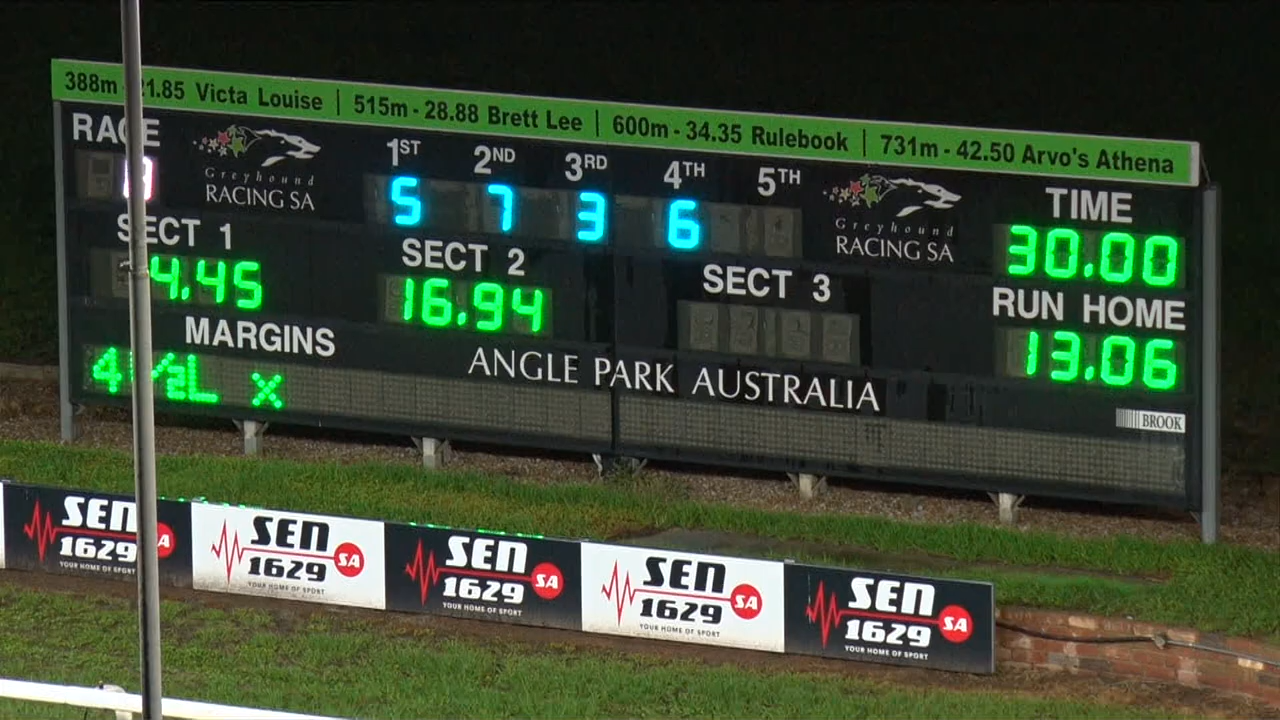 388m 21.85 Victa Louise | 515m - 28.88 Brett Lee | 600m - 34.35 Rulebook | 731m - 42.50 Arvo's Athena
RACE
Greyhound
RACING SA
1ST 2ND 3RD 4TH 5TH
5 7 3 6
Greyhound
RACING SA
TIME
30.00
SECT 1
4.45
SECT 2
16.94
SECT 3
RUN HOME
13.06
MARGINS
4 ½L x
ANGLE PARK AUSTRALIA
BROOK
SEN
1629
YOUR HOME OF SPORT
SEN
1629
SA
YOUR HOME OF SPORT
SEN
1629
SA
YOUR HOME OF SPORT
SEN
1629
SA
YOUR HOME OF SPORT
SEN
1629
SA
YOUR HOME OF SPORT